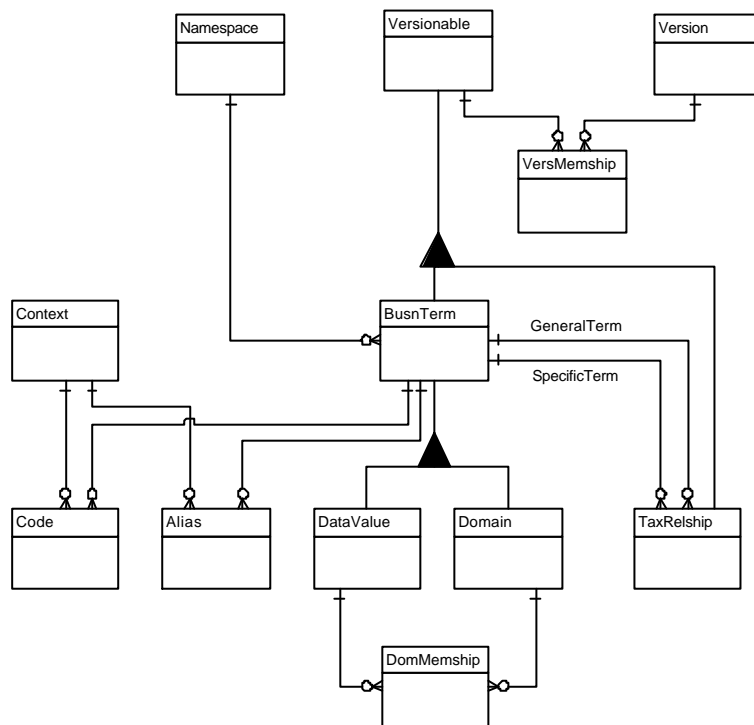 Namespace
Versionable
Version
VersMemship
Context
BusnTerm
GeneralTerm
SpecificTerm
Code
Alias
DataValue
Domain
TaxRelship
DomMemship